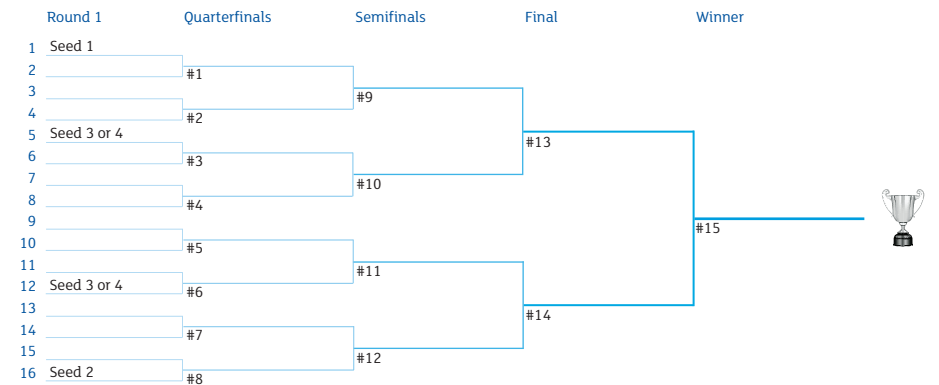 Round 1 Quarterfinals Semifinals Final Winner
1 Seed 1
2 #1
3 #9
4 #2
5 Seed 3 or 4 #13
6 #3
7 #10
8 #4
9 #15
10 #5
11 #11
12 Seed 3 or 4 #6
13 #14
14 #7
15 #12
16 Seed 2 #8